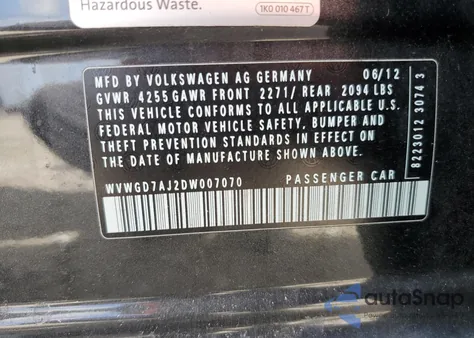 Hazardous Waste.
1K0 010 467 T
MFD BY VOLKSWAGEN AG GERMANY 06/12
GVWR 4255 GAWR FRONT 2271/ REAR 2094 LBS
THIS VEHICLE CONFORMS TO ALL APPLICABLE U.S.
FEDERAL MOTOR VEHICLE SAFETY, BUMPER AND
THEFT PREVENTION STANDARDS IN EFFECT ON
DATE OF MANUFACTURE SHOWN ABOVE.
WVWGD7AJ2DW007070 PASSENGER CAR
8223012 3074 3
autoSnap